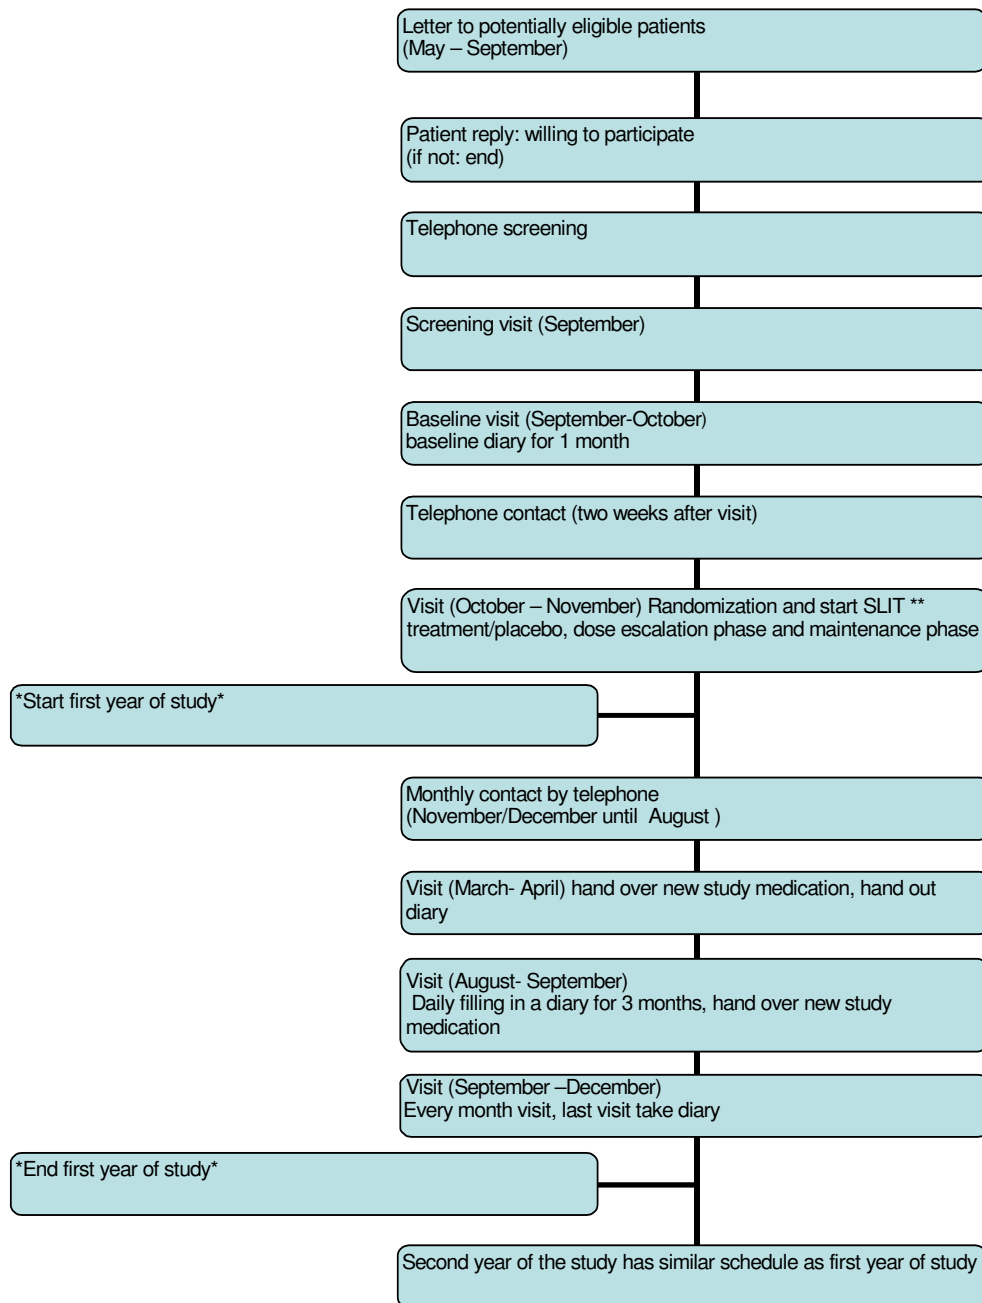 Letter to potentially eligible patients
(May – September)
Patient reply: willing to participate
(if not: end)
Telephone screening
Screening visit (September)
Baseline visit (September-October)
baseline diary for 1 month
Telephone contact (two weeks after visit)
Visit (October – November) Randomization and start SLIT **
treatment/placebo, dose escalation phase and maintenance phase
*Start first year of study*
Monthly contact by telephone
(November/December until  August )
Visit (March- April) hand over new study medication, hand out
diary
Visit (August- September)
Daily filling in a diary for 3 months, hand over new study
medication
Visit (September –December)
Every month visit, last visit take diary
*End first year of study*
Second year of the study has similar schedule as first year of study